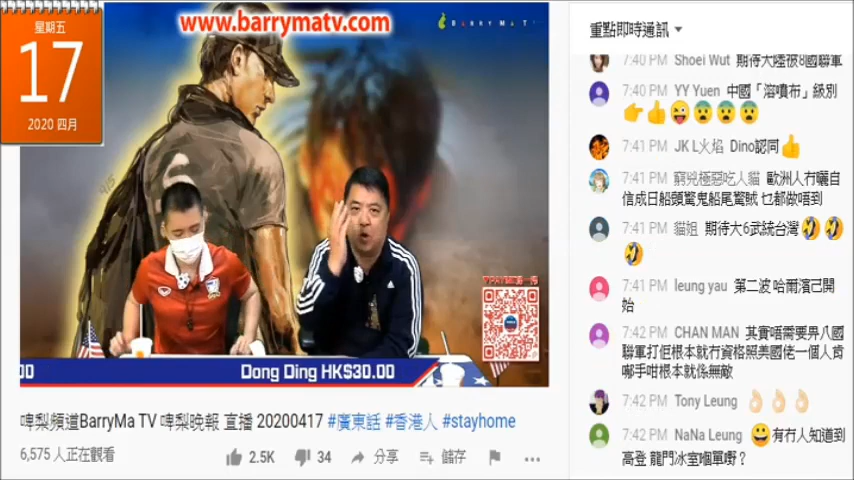 星期五
17
2020 四月
www.barrymatv.com
BARRY MA TV
Dong Ding HK$30.00
啤梨頻道BarryMa TV 啤梨晚報 直播 20200417 #廣東話 #香港人 #stayhome
6,575 人正在觀看
2.5K
34
分享
儲存
重點即時通訊
7:40 PM Shoei Wut 期待大陸被8國聯軍
7:40 PM YY Yuen 中國「溶噴布」級別
👉👍😜😨😨😨
7:41 PM JK L火焰 Dino認同👍
7:41 PM 窮兇極惡吃人貓 歐洲人冇曬自
信成日船頭驚鬼船尾驚賊 乜都做唔到
7:41 PM 貓姐 期待大6武統台灣🤣🤣
🤣
7:41 PM leung yau 第二波 哈爾濱己開
始
7:42 PM CHAN MAN 其實唔需要畀八國
聯軍打佢根本就冇資格照美國佬一個人肯
嘟手咁根本就係無敵
7:42 PM Tony Leung 👌🏻👌🏻👌🏻
7:42 PM NaNa Leung 😀有冇人知道到
高登 龍門冰室嗰單嘢？